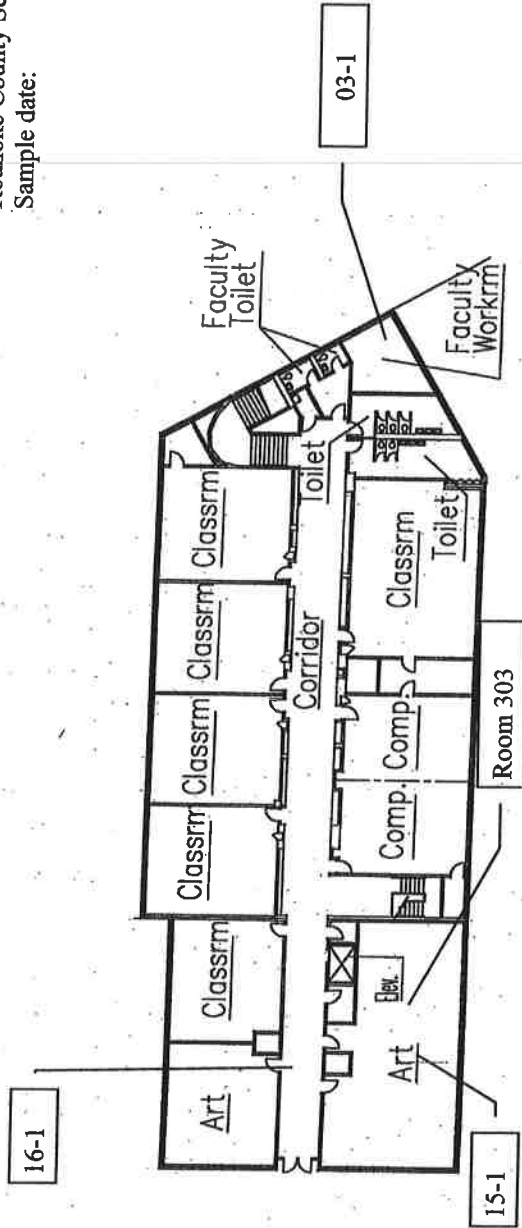 Sample date:
03-1
16-1
Faculty
Toilet
Classrm
Classrm
Classrm
Classrm
Classrm
Art
Corridor
Toilet
Faculty
Workrm
Toilet
Classrm
Comp.
Comp.
Elev.
Art
Room 303
15-1